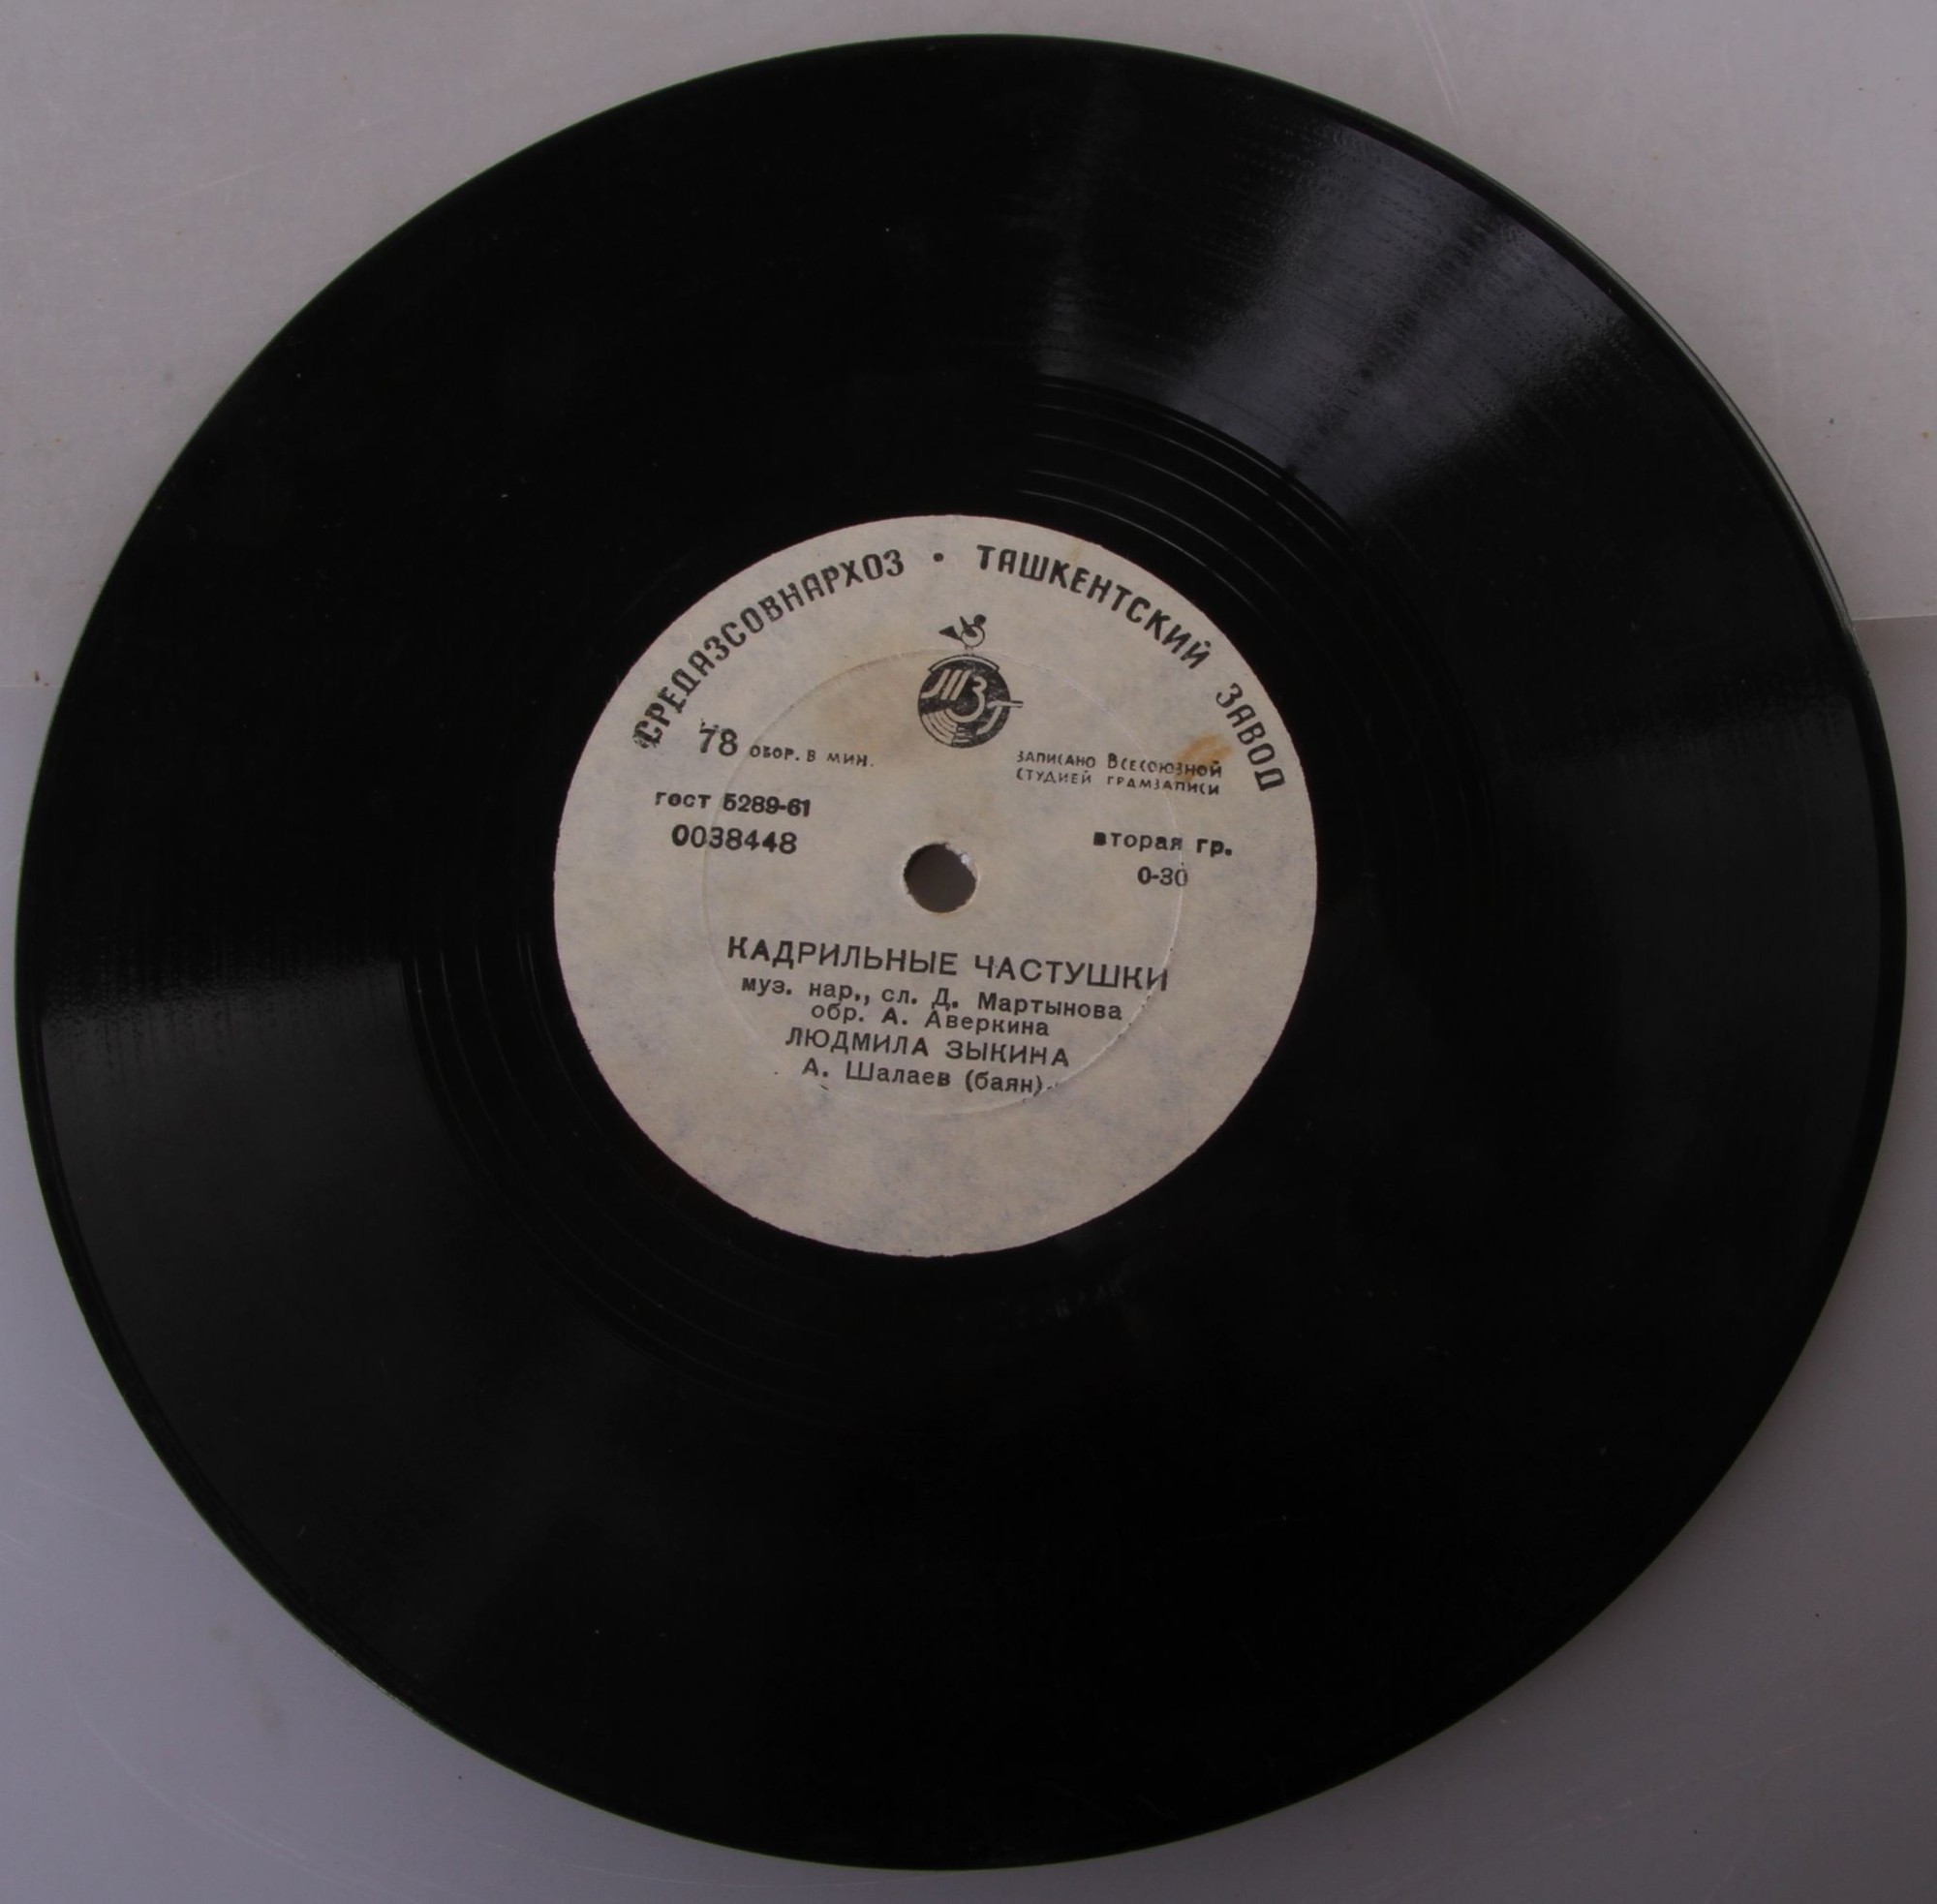 СРЕДАЗСОВНАРХОЗ • ТАШКЕНТСКИЙ ЗАВОД
ТЗГ
78 ОБОР. В МИН.
ЗАПИСАНО ВСЕСОЮЗНОЙ
СТУДИЕЙ ГРАМЗАПИСИ
гост 5289-61
0038448
вторая гр.
0-30
КАДРИЛЬНЫЕ ЧАСТУШКИ
муз. нар., сл. Д. Мартынова
обр. А. Аверкина
ЛЮДМИЛА ЗЫКИНА
А. Шалаев (баян)